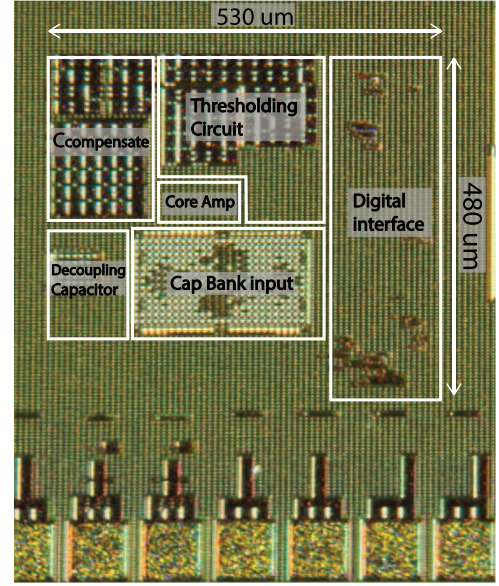 530 um
Thresholding
Circuit
Ccompensate
Core Amp
Digital
interface
480 um
Decoupling
Capacitor
Cap Bank input